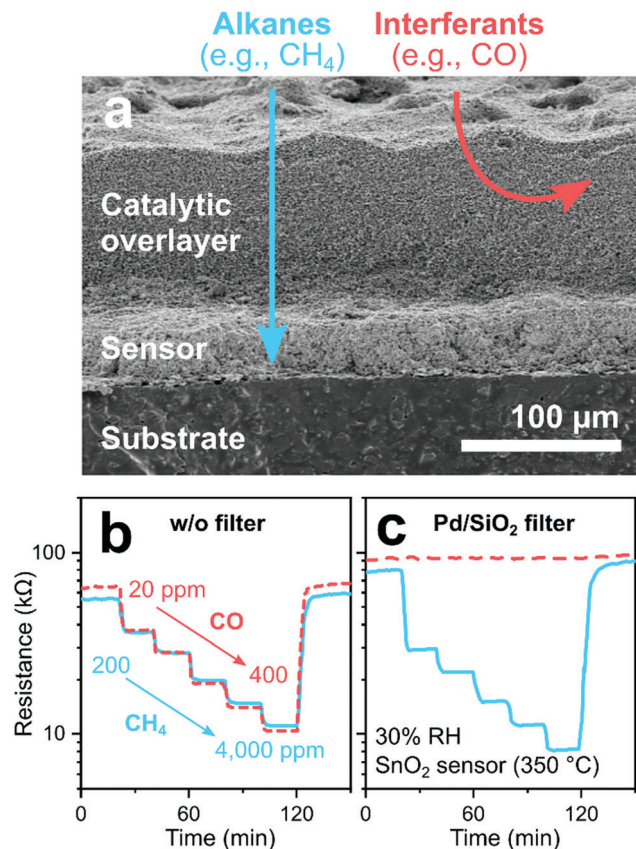 Alkanes
(e.g., CH₄)
Interferants
(e.g., CO)
a
Catalytic
overlayer
Sensor
Substrate
100 µm
b
w/o filter
Resistance (kΩ)
100
10
20 ppm
CO
400
200
CH₄
4,000 ppm
0
60
120
Time (min)
c
Pd/SiO₂ filter
30% RH
SnO₂ sensor (350 °C)
0
60
120
Time (min)